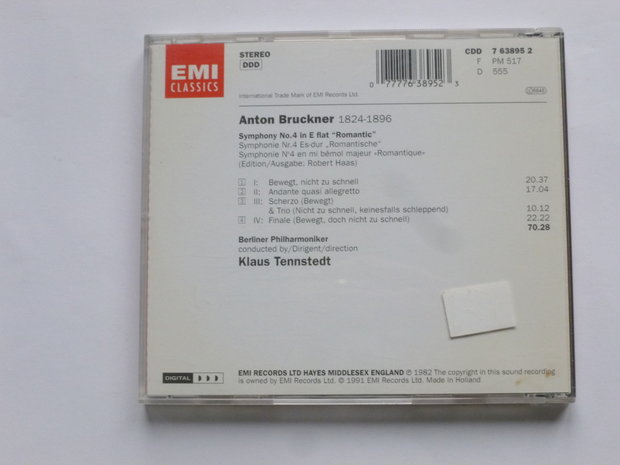 EMI
CLASSICS
STEREO
DDD
CDD 7 63895 2
F PM 517
D 555
0 77776 38952 3
International Trade Mark of EMI Records Ltd.
Anton Bruckner 1824-1896
Symphony No.4 in E flat “Romantic”
Symphonie Nr.4 Es-dur „Romantische“
Symphonie N°4 en mi bémol majeur «Romantique»
(Edition/Ausgabe: Robert Haas)
1 I: Bewegt, nicht zu schnell 20.37
2 II: Andante quasi allegretto 17.04
3 III: Scherzo (Bewegt)
& Trio (Nicht zu schnell, keinesfalls schleppend) 10.12
4 IV: Finale (Bewegt, doch nicht zu schnell) 22.22
70.28
Berliner Philharmoniker
conducted by/Dirigent/direction
Klaus Tennstedt
DIGITAL
EMI RECORDS LTD HAYES MIDDLESEX ENGLAND ℗ 1982 The copyright in this sound recording
is owned by EMI Records Ltd. © 1991 EMI Records Ltd. Made in Holland